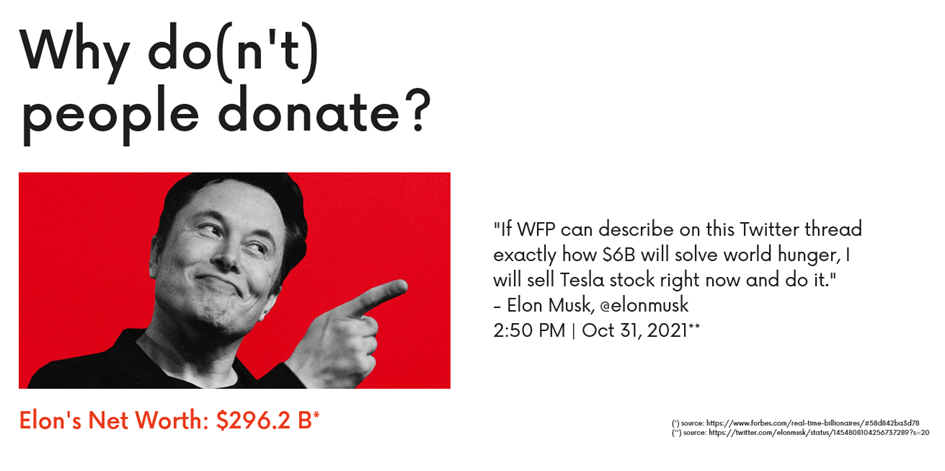 Why do(n't)
people donate?
"If WFP can describe on this Twitter thread
exactly how S6B will solve world hunger, I
will sell Tesla stock right now and do it."
- Elon Musk, @elonmusk
2:50 PM | Oct 31, 2021**
Elon's Net Worth: $296.2 B*
(*) source: https://www.forbes.com/real-time-billionaires/#58d842ba3d78
(**) source: https://twitter.com/elonmusk/status/1454808104256737289?s=20